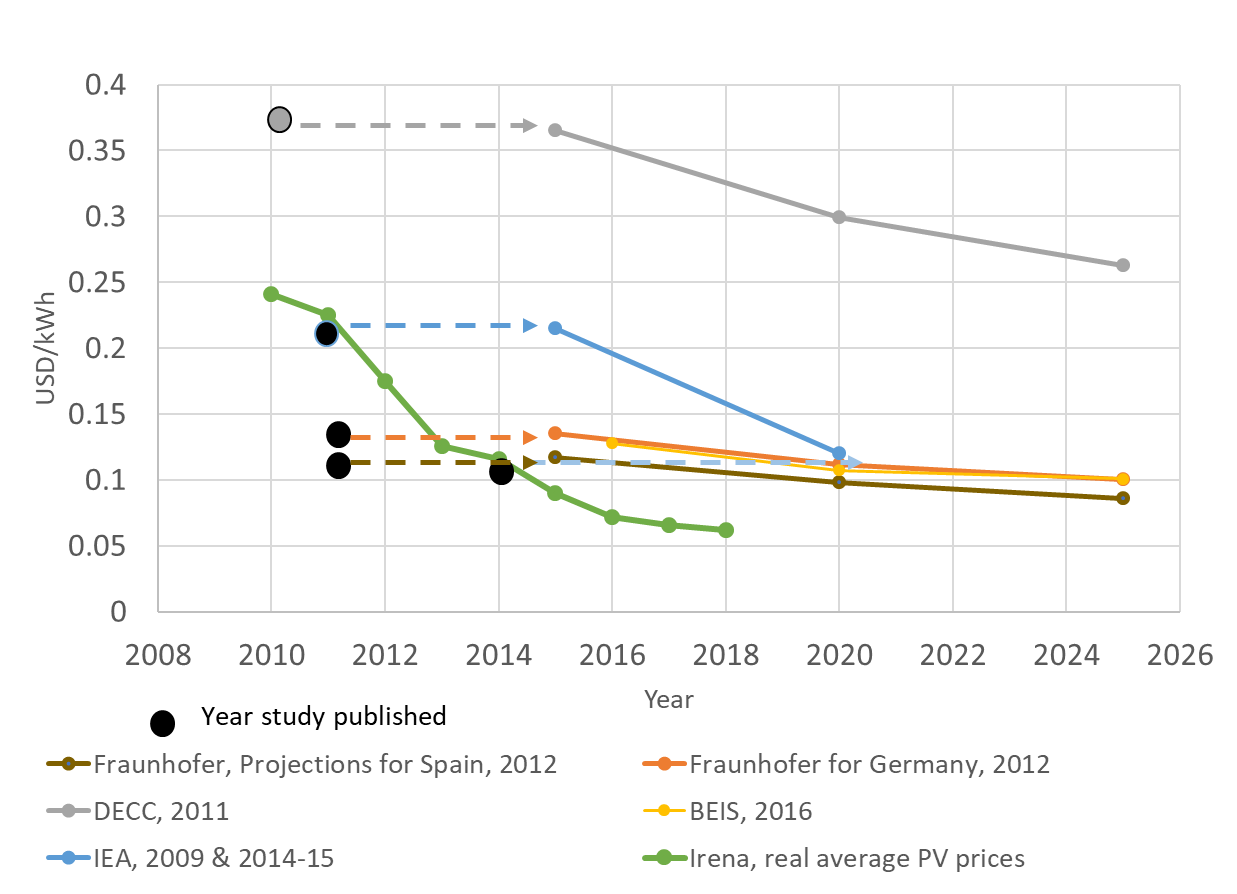 0.4
0.35
0.3
0.25
0.2
0.15
0.1
0.05
0
USD/kWh
2008 2010 2012 2014 2016 2018 2020 2022 2024 2026
Year
Year study published
Fraunhofer, Projections for Spain, 2012
Fraunhofer for Germany, 2012
DECC, 2011
BEIS, 2016
IEA, 2009 & 2014-15
Irena, real average PV prices